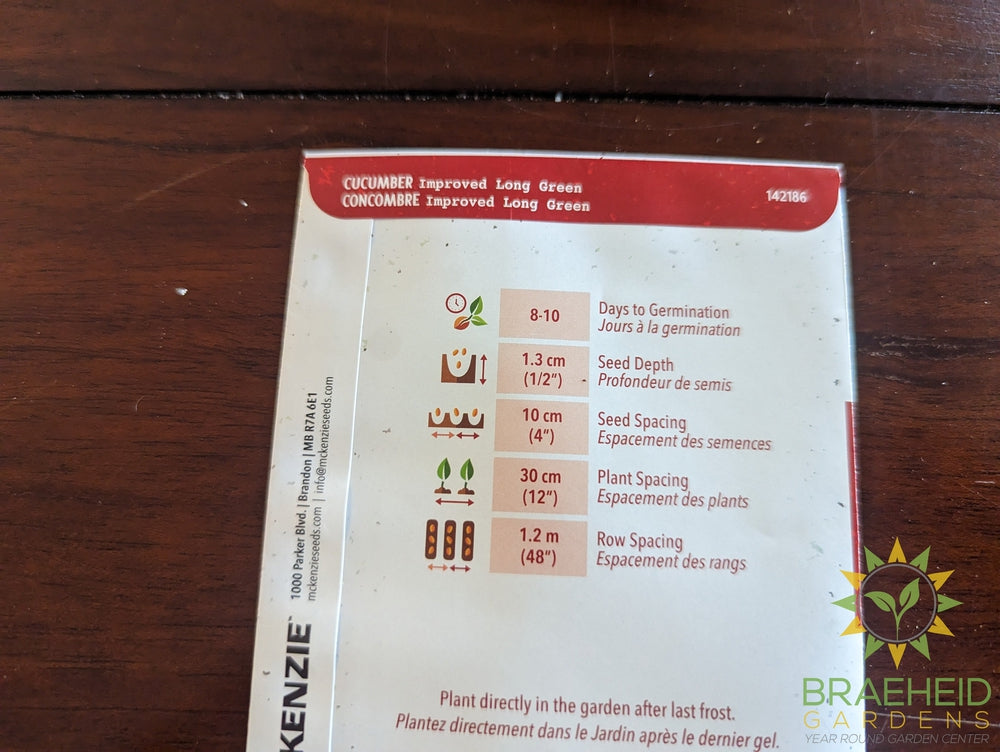 CUCUMBER Improved Long Green
CONCOMBRE Improved Long Green
142186
8-10
Days to Germination
Jours à la germination
1.3 cm
(1/2")
Seed Depth
Profondeur de semis
10 cm
(4")
Seed Spacing
Espacement des semences
30 cm
(12")
Plant Spacing
Espacement des plants
1.2 m
(48")
Row Spacing
Espacement des rangs
Plant directly in the garden after last frost.
Plantez directement dans le Jardin après le dernier gel.
KENZIE™
1000 Parker Blvd. | Brandon | MB R7A 6E1
mckenzieseeds.com | info@mckenzieseeds.com
BRAEHEID
GARDENS
YEAR ROUND GARDEN CENTER